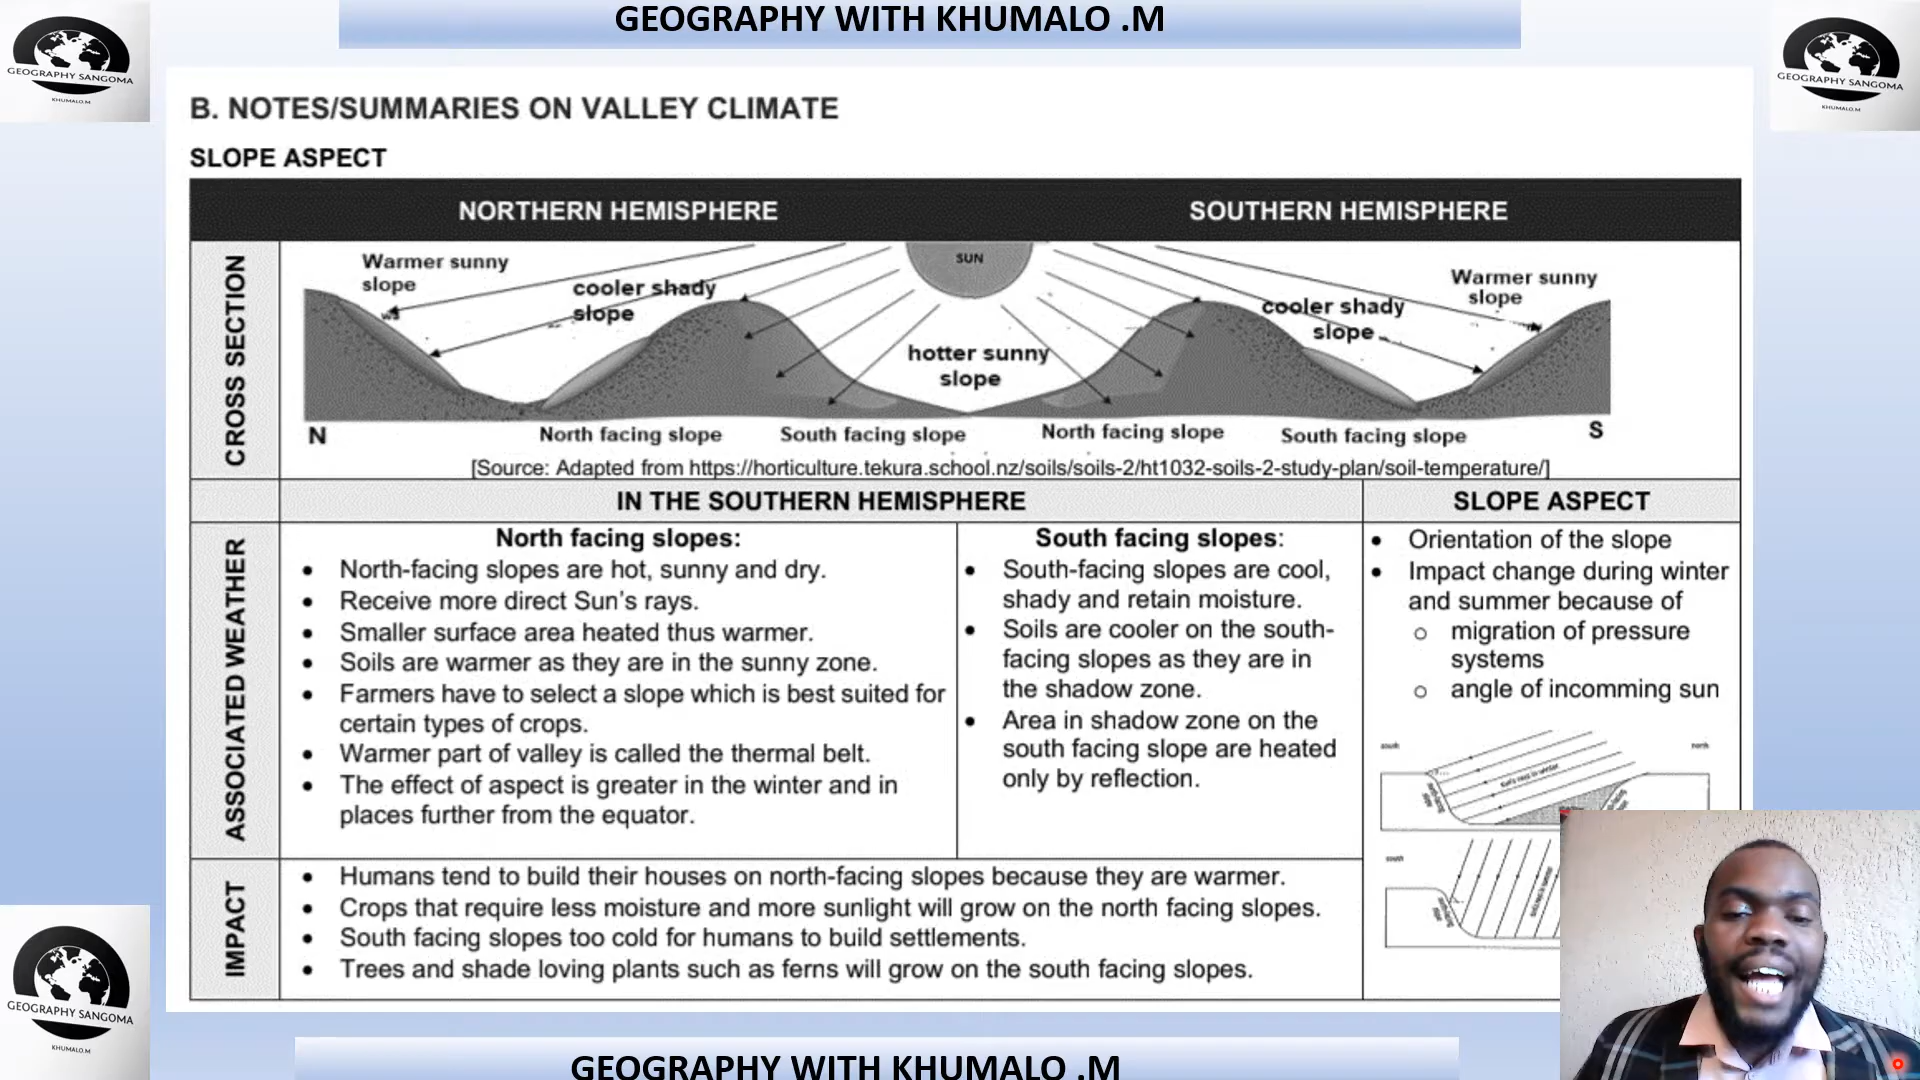 GEOGRAPHY WITH KHUMALO .M
GEOGRAPHY SANGOMA
KHUMALO.M
GEOGRAPHY SANGOMA
KHUMALO.M
B. NOTES/SUMMARIES ON VALLEY CLIMATE
SLOPE ASPECT
NORTHERN HEMISPHERE
SOUTHERN HEMISPHERE
CROSS SECTION
Warmer sunny
slope
cooler shady
slope
SUN
hotter sunny
slope
cooler shady
slope
Warmer sunny
slope
N
North facing slope
South facing slope
North facing slope
South facing slope
S
[Source: Adapted from https://horticulture.tekura.school.nz/soils/soils-2/ht1032-soils-2-study-plan/soil-temperature/]
IN THE SOUTHERN HEMISPHERE
SLOPE ASPECT
ASSOCIATED WEATHER
North facing slopes:
• North-facing slopes are hot, sunny and dry.
• Receive more direct Sun's rays.
• Smaller surface area heated thus warmer.
• Soils are warmer as they are in the sunny zone.
• Farmers have to select a slope which is best suited for
certain types of crops.
• Warmer part of valley is called the thermal belt.
• The effect of aspect is greater in the winter and in
places further from the equator.
South facing slopes:
• South-facing slopes are cool,
shady and retain moisture.
• Soils are cooler on the south-
facing slopes as they are in
the shadow zone.
• Area in shadow zone on the
south facing slope are heated
only by reflection.
• Orientation of the slope
• Impact change during winter
and summer because of
o migration of pressure
systems
o angle of incomming sun
south
north
south
IMPACT
• Humans tend to build their houses on north-facing slopes because they are warmer.
• Crops that require less moisture and more sunlight will grow on the north facing slopes.
• South facing slopes too cold for humans to build settlements.
• Trees and shade loving plants such as ferns will grow on the south facing slopes.
GEOGRAPHY SANGOMA
KHUMALO.M
GEOGRAPHY WITH KHUMALO .M